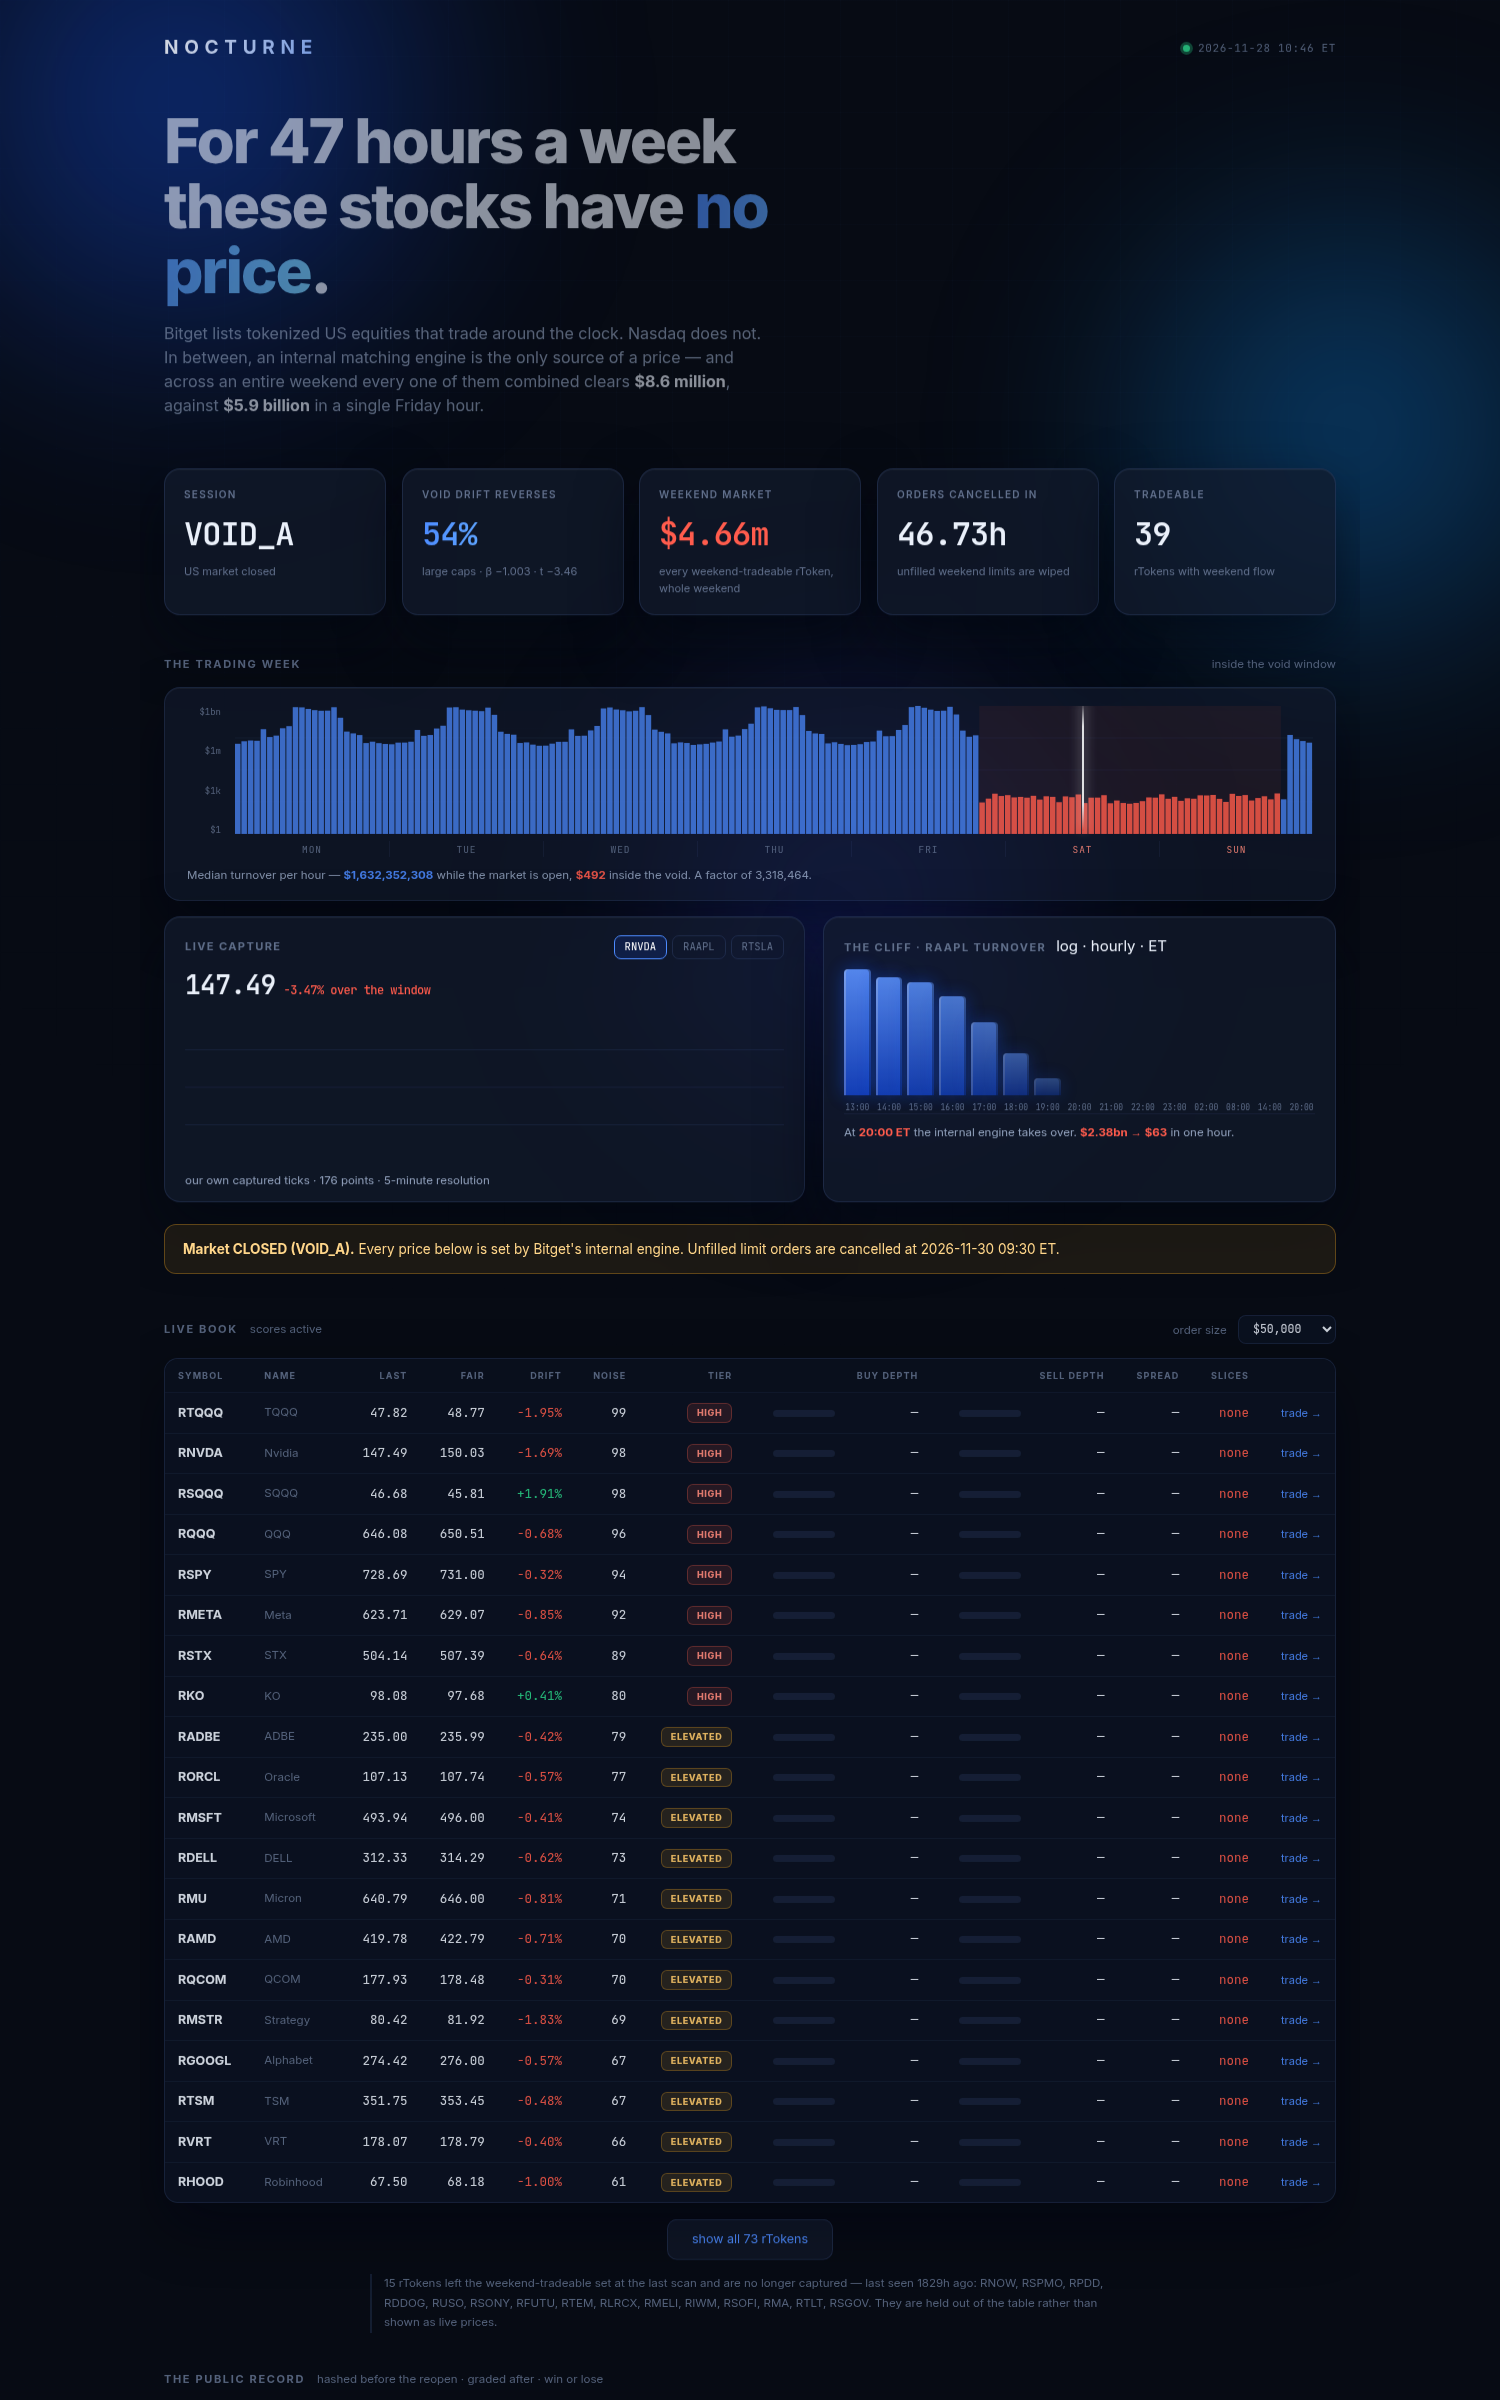 NOCTURNE
2026-11-28 10:46 ET
For 47 hours a week
these stocks have no
price.
Bitget lists tokenized US equities that trade around the clock. Nasdaq does not.
In between, an internal matching engine is the only source of a price — and
across an entire weekend every one of them combined clears $8.6 million,
against $5.9 billion in a single Friday hour.
SESSION
VOID_A
US market closed
VOID DRIFT REVERSES
54%
large caps · β −1.003 · t −3.46
WEEKEND MARKET
$4.66m
every weekend-tradeable rToken,
whole weekend
ORDERS CANCELLED IN
46.73h
unfilled weekend limits are wiped
TRADEABLE
39
rTokens with weekend flow
THE TRADING WEEK
inside the void window
$1bn
$1m
$1k
$1
MON TUE WED THU FRI SAT SUN
Median turnover per hour — $1,632,352,308 while the market is open, $492 inside the void. A factor of 3,318,464.
LIVE CAPTURE
RNVDA RAAPL RTSLA
147.49 -3.47% over the window
our own captured ticks · 176 points · 5-minute resolution
THE CLIFF · RAAPL TURNOVER log · hourly · ET
13:00 14:00 15:00 16:00 17:00 18:00 19:00 20:00 21:00 22:00 23:00 02:00 08:00 14:00 20:00
At 20:00 ET the internal engine takes over. $2.38bn → $63 in one hour.
Market CLOSED (VOID_A). Every price below is set by Bitget's internal engine. Unfilled limit orders are cancelled at 2026-11-30 09:30 ET.
LIVE BOOK scores active
order size $50,000
SYMBOL NAME LAST FAIR DRIFT NOISE TIER BUY DEPTH SELL DEPTH SPREAD SLICES
RTQQQ TQQQ 47.82 48.77 -1.95% 99 HIGH — — — none trade →
RNVDA Nvidia 147.49 150.03 -1.69% 98 HIGH — — — none trade →
RSQQQ SQQQ 46.68 45.81 +1.91% 98 HIGH — — — none trade →
RQQQ QQQ 646.08 650.51 -0.68% 96 HIGH — — — none trade →
RSPY SPY 728.69 731.00 -0.32% 94 HIGH — — — none trade →
RMETA Meta 623.71 629.07 -0.85% 92 HIGH — — — none trade →
RSTX STX 504.14 507.39 -0.64% 89 HIGH — — — none trade →
RKO KO 98.08 97.68 +0.41% 80 HIGH — — — none trade →
RADBE ADBE 235.00 235.99 -0.42% 79 ELEVATED — — — none trade →
RORCL Oracle 107.13 107.74 -0.57% 77 ELEVATED — — — none trade →
RMSFT Microsoft 493.94 496.00 -0.41% 74 ELEVATED — — — none trade →
RDELL DELL 312.33 314.29 -0.62% 73 ELEVATED — — — none trade →
RMU Micron 640.79 646.00 -0.81% 71 ELEVATED — — — none trade →
RAMD AMD 419.78 422.79 -0.71% 70 ELEVATED — — — none trade →
RQCOM QCOM 177.93 178.48 -0.31% 70 ELEVATED — — — none trade →
RMSTR Strategy 80.42 81.92 -1.83% 69 ELEVATED — — — none trade →
RGOOGL Alphabet 274.42 276.00 -0.57% 67 ELEVATED — — — none trade →
RTSM TSM 351.75 353.45 -0.48% 67 ELEVATED — — — none trade →
RVRT VRT 178.07 178.79 -0.40% 66 ELEVATED — — — none trade →
RHOOD Robinhood 67.50 68.18 -1.00% 61 ELEVATED — — — none trade →
show all 73 rTokens
15 rTokens left the weekend-tradeable set at the last scan and are no longer captured — last seen 1829h ago: RNOW, RSPMO, RPDD,
RDDOG, RUSO, RSONY, RFUTU, RTEM, RLRCX, RMELI, RIWM, RSOFI, RMA, RTLT, RSGOV. They are held out of the table rather than
shown as live prices.
THE PUBLIC RECORD hashed before the reopen · graded after · win or lose